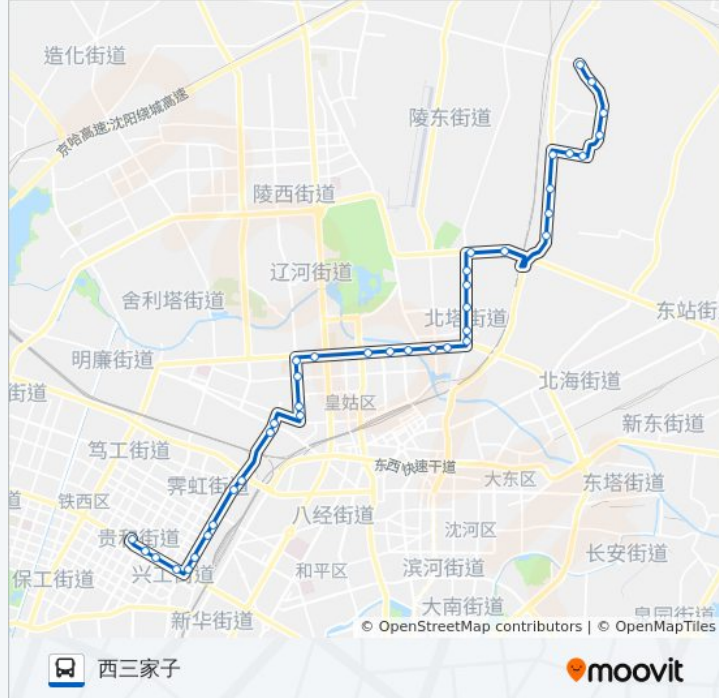 造化街道
京哈高速;沈阳绕城高速
陵东街道
陵西街道
辽河街道
舍利塔街道
北塔街道
东站街
明廉街道
街道
北海街道
皇姑区
新东街道
笃工街道
东西快速干道
霁虹街道
大东区
东塔街道
铁西区
道
八经街道
沈河区
贵和街道
长安街道
保工街道
兴工街道
和平区
滨河街道
大南街道
新华街道
皇园街道
© OpenStreetMap contributors | © OpenMapTiles
西三家子
moovit